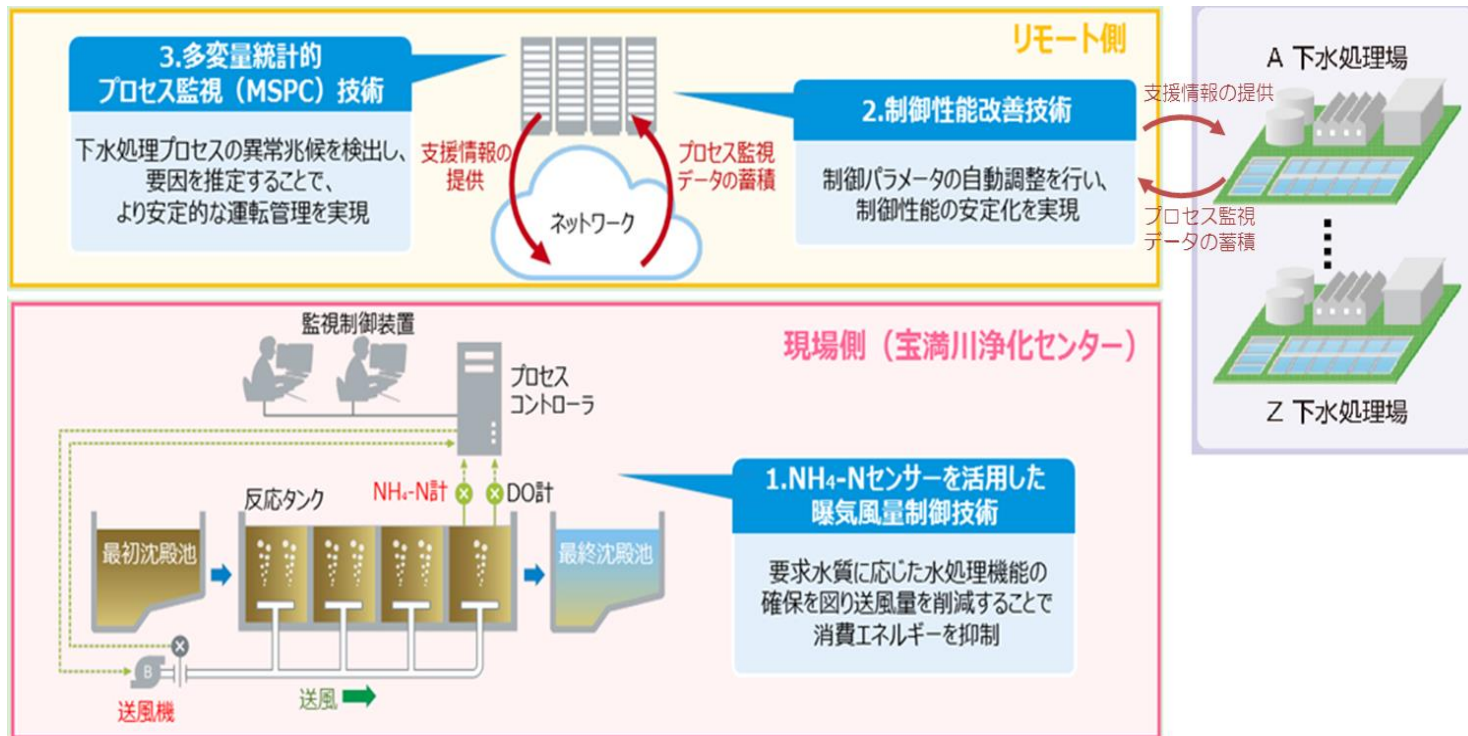 リモート側
3.多変量統計的
プロセス監視（MSPC）技術
下水処理プロセスの異常兆候を検出し、
要因を推定することで、
より安定的な運転管理を実現
支援情報の
提供
プロセス監視
データの蓄積
ネットワーク
2.制御性能改善技術
制御パラメータの自動調整を行い、
制御性能の安定化を実現
支援情報の提供
プロセス監視
データの蓄積
A 下水処理場
Z 下水処理場
現場側（宝満川浄化センター）
監視制御装置
プロセス
コントローラ
反応タンク
NH₄-N計
DO計
最初沈殿池
最終沈殿池
B
送風機
送風
1.NH₄-Nセンサーを活用した
曝気風量制御技術
要求水質に応じた水処理機能の
確保を図り送風量を削減することで
消費エネルギーを抑制